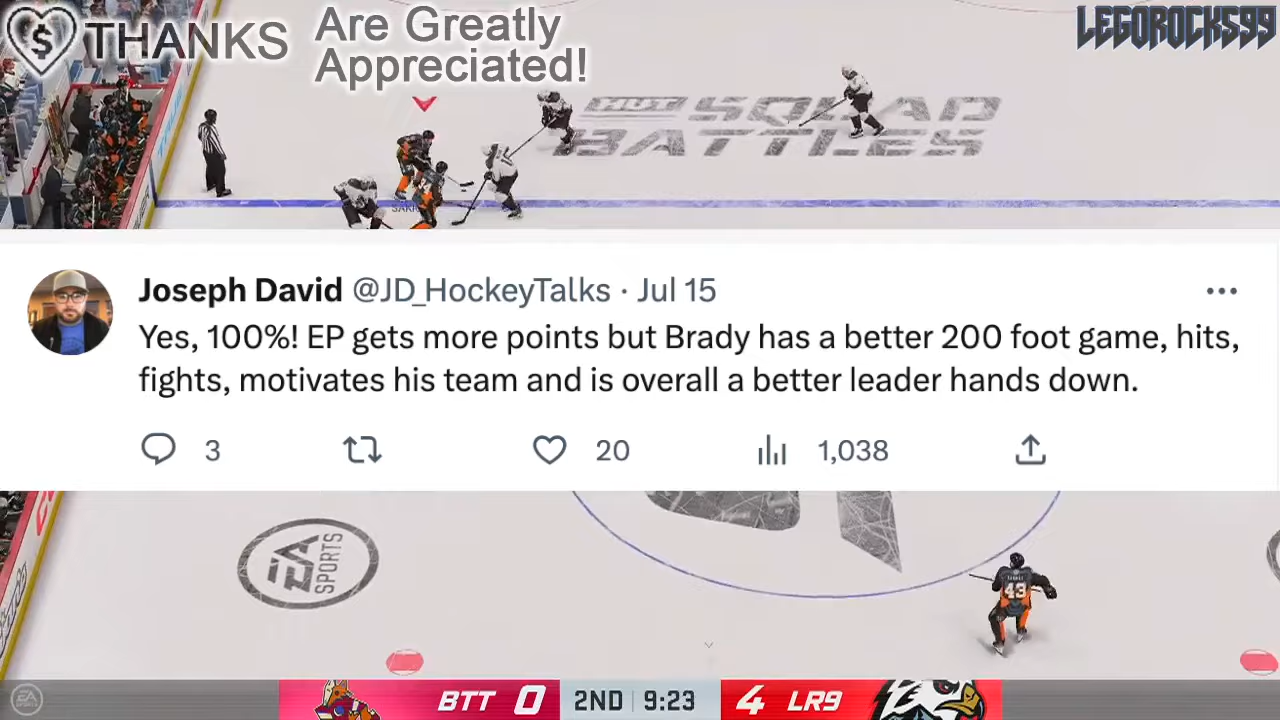 $ THANKS
Are Greatly
Appreciated!
LEGOROCKS99
HUT SQUAD
BATTLES
Joseph David @JD_HockeyTalks · Jul 15
Yes, 100%! EP gets more points but Brady has a better 200 foot game, hits,
fights, motivates his team and is overall a better leader hands down.
3
20
1,038
EA SPORTS
43
EA
BTT 0 2ND 9:23 4 LR9